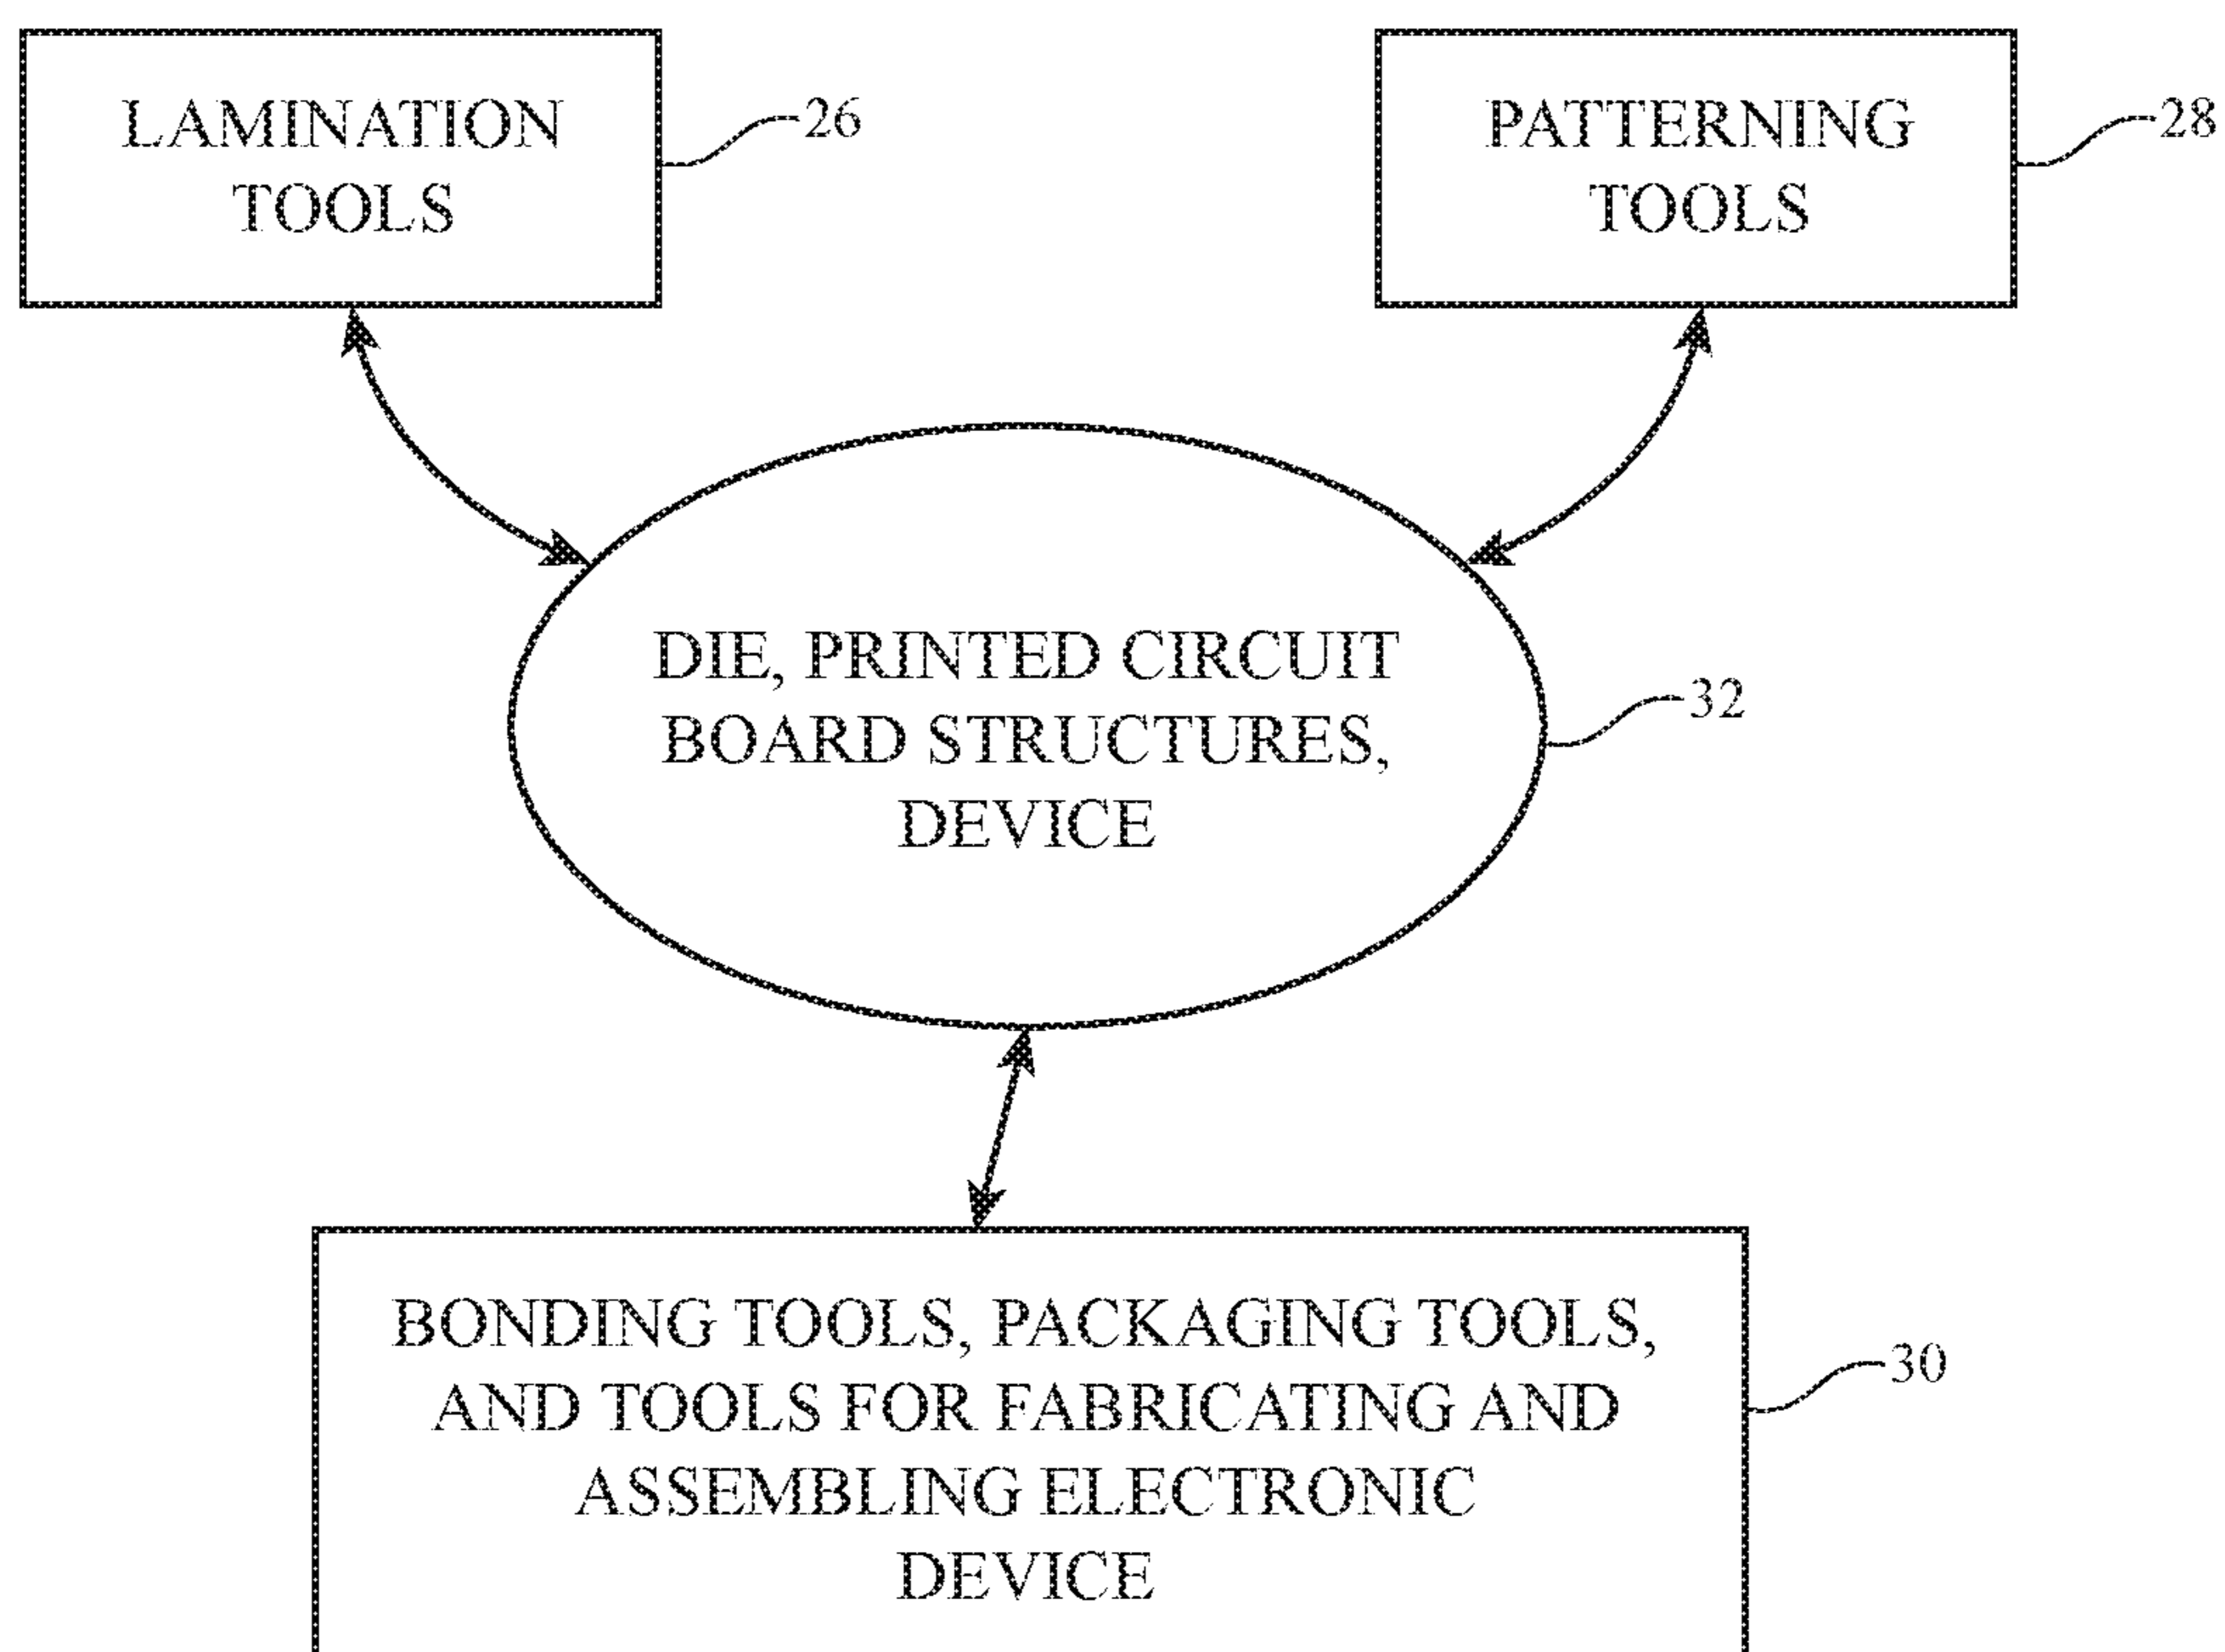 LAMINATION
TOOLS
26
PATTERNING
TOOLS
28
DIE, PRINTED CIRCUIT
BOARD STRUCTURES,
DEVICE
32
BONDING TOOLS, PACKAGING TOOLS,
AND TOOLS FOR FABRICATING AND
ASSEMBLING ELECTRONIC
DEVICE
30